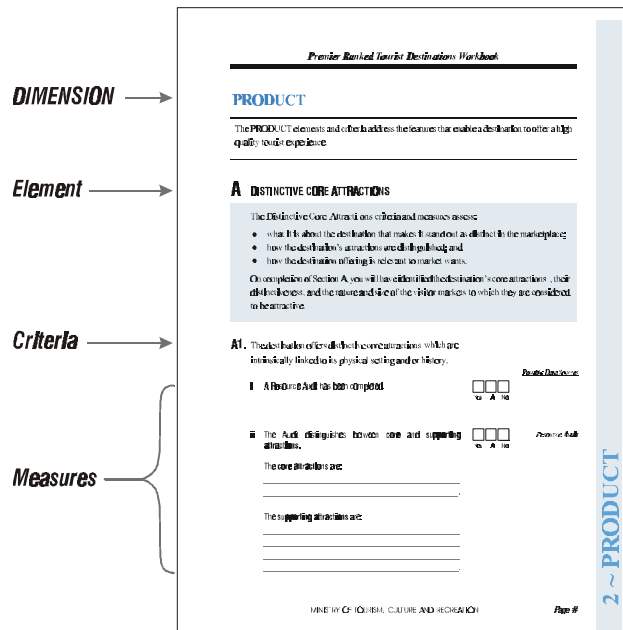 Premier Ranked Tourist Destinations Workbook
DIMENSION
PRODUCT
The PRODUCT elements and criteria address the features that enable a destination to offer a high
quality tourist experience.
Element
A DISTINCTIVE CORE ATTRACTIONS
The Distinctive Core Attractions criteria and measures assess:
• what it is about the destination that makes it stand out as distinct in the marketplace;
• how the destination's attractions are distinguished; and,
• how the destination offering is relevant to market wants.
On completion of Section A, you will have identified the destination's core attractions , their
distinctiveness, and the nature and size of the visitor markets to which they are considered
to be attractive.
Criteria
A1. The destination offers distinctive core attractions which are
intrinsically linked to its physical setting and/or history.
Possible Data Sources
i A Resource Audit has been completed.
Yes A No
Measures
ii The Audit distinguishes between core and supporting
attractions.
Yes A No
Resource Audit
The core attractions are:
The supporting attractions are:
MINISTRY OF TOURISM, CULTURE AND RECREATION
Page #
2 ~ PRODUCT